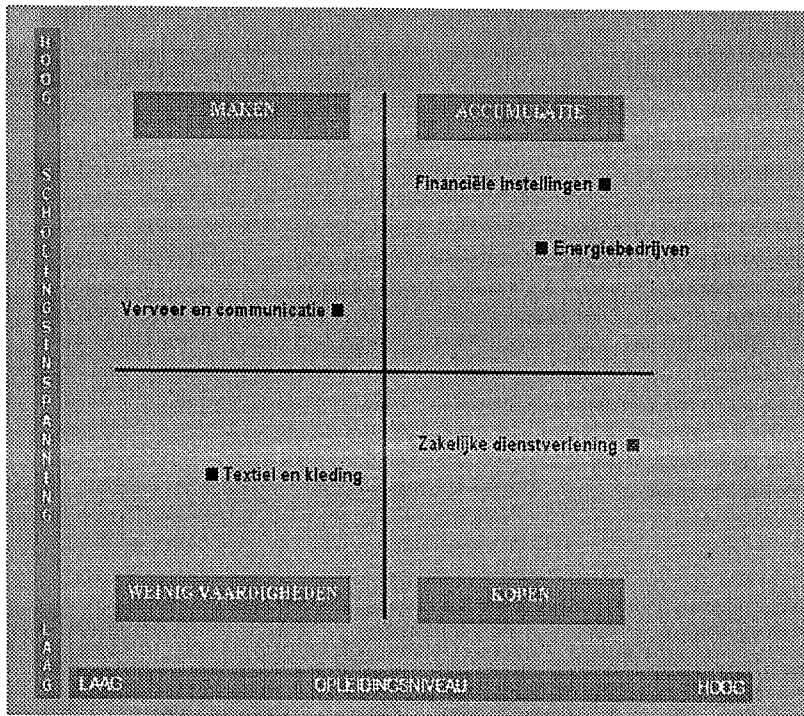 HOOG SCHOLINGSINSPANNING LAAG
MAKEN
ACCUMULATIE
Financiële instellingen
Energiebedrijven
Vervoer en communicatie
Zakelijke dienstverlening
Textiel en kleding
WEINIG VAARDIGHEDEN
KOPEN
LAAG OPLEIDINGSNIVEAU HOOG